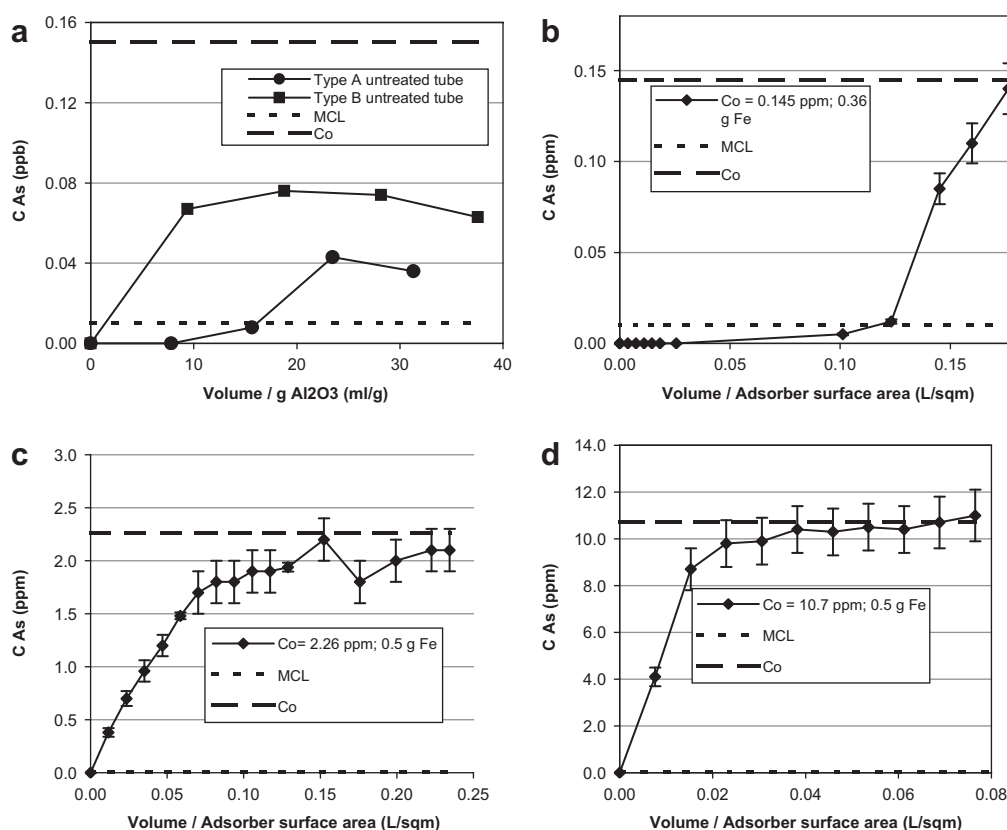 a
0.16
0.12
0.08
0.04
0.00
C As (ppb)
Type A untreated tube
Type B untreated tube
MCL
Co
0
10
20
30
40
Volume / g Al2O3 (ml/g)
b
0.15
0.10
0.05
0.00
C As (ppm)
Co = 0.145 ppm; 0.36
g Fe
MCL
Co
0.00
0.05
0.10
0.15
Volume / Adsorber surface area (L/sqm)
c
3.0
2.5
2.0
1.5
1.0
0.5
0.0
C As (ppm)
Co= 2.26 ppm; 0.5 g Fe
MCL
Co
0.00
0.05
0.10
0.15
0.20
0.25
Volume / Adsorber surface area (L/sqm)
d
14.0
12.0
10.0
8.0
6.0
4.0
2.0
0.0
C As (ppm)
Co = 10.7 ppm; 0.5 g Fe
MCL
Co
0.00
0.02
0.04
0.06
0.08
Volume / Adsorber surface area (L/sqm)